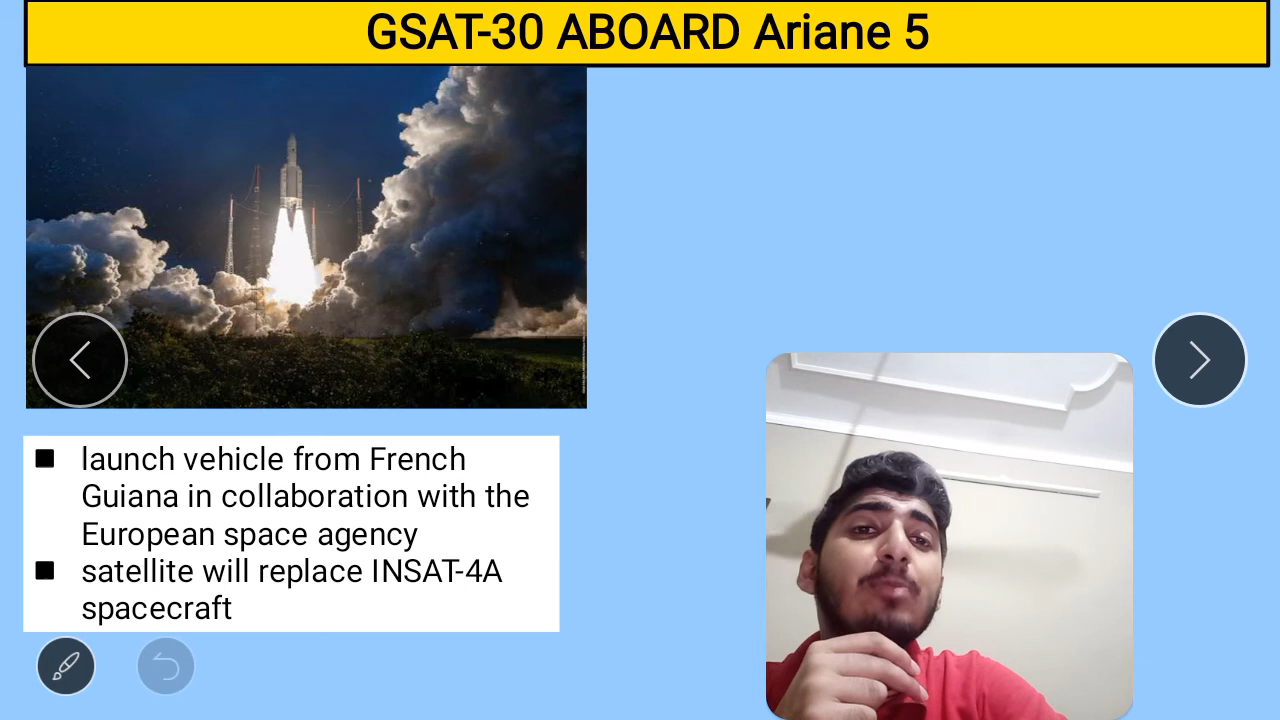 GSAT-30 ABOARD Ariane 5
launch vehicle from French
Guiana in collaboration with the
European space agency
satellite will replace INSAT-4A
spacecraft